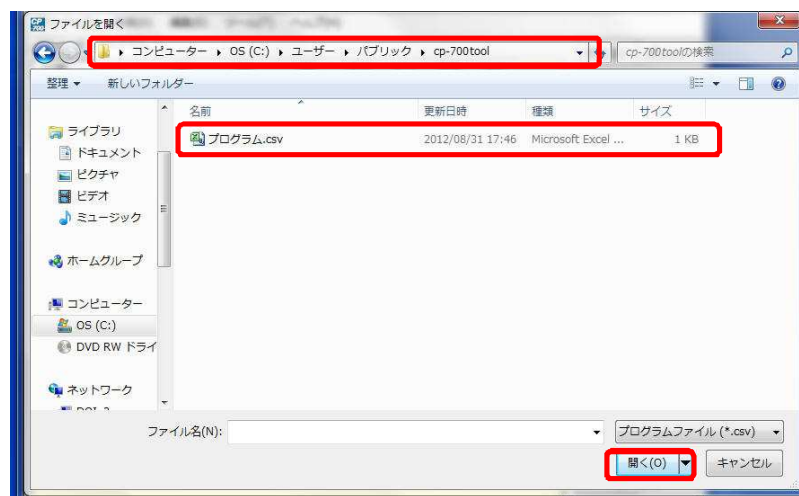 ファイルを開く
コンピューター ▸ OS (C:) ▸ ユーザー ▸ パブリック ▸ cp-700tool
cp-700toolの検索
整理 ▼ 新しいフォルダー
名前 更新日時 種類 サイズ
プログラム.csv 2012/08/31 17:46 Microsoft Excel ... 1 KB
ライブラリ
ドキュメント
ピクチャ
ビデオ
ミュージック
ホームグループ
コンピューター
OS (C:)
DVD RW ドライ
ネットワーク
ファイル名(N):
プログラムファイル (*.csv)
開く(O) キャンセル